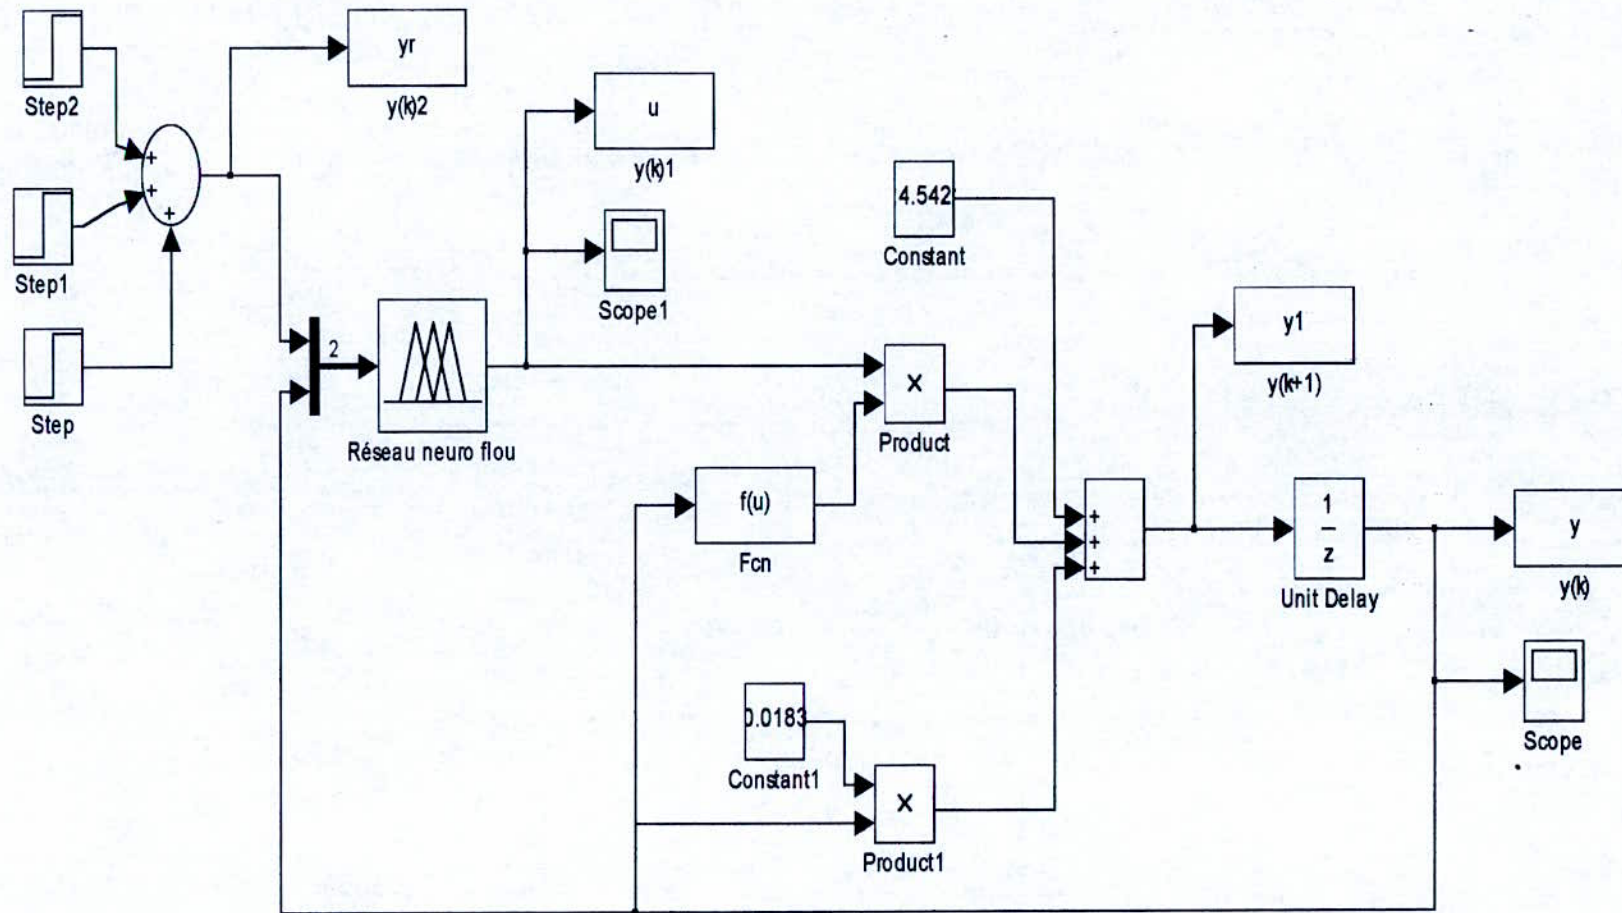 yr
Step2
y(k)2
u
+
y(k)1
4.542
+
+
Constant
Step1
Scope1
y1
2
y(k+1)
×
Step
Product
Réseau neuro flou
f(u)
+
+
+
1
z
y
Fcn
Unit Delay
y(k)
0.0183
Scope
Constant1
×
Product1